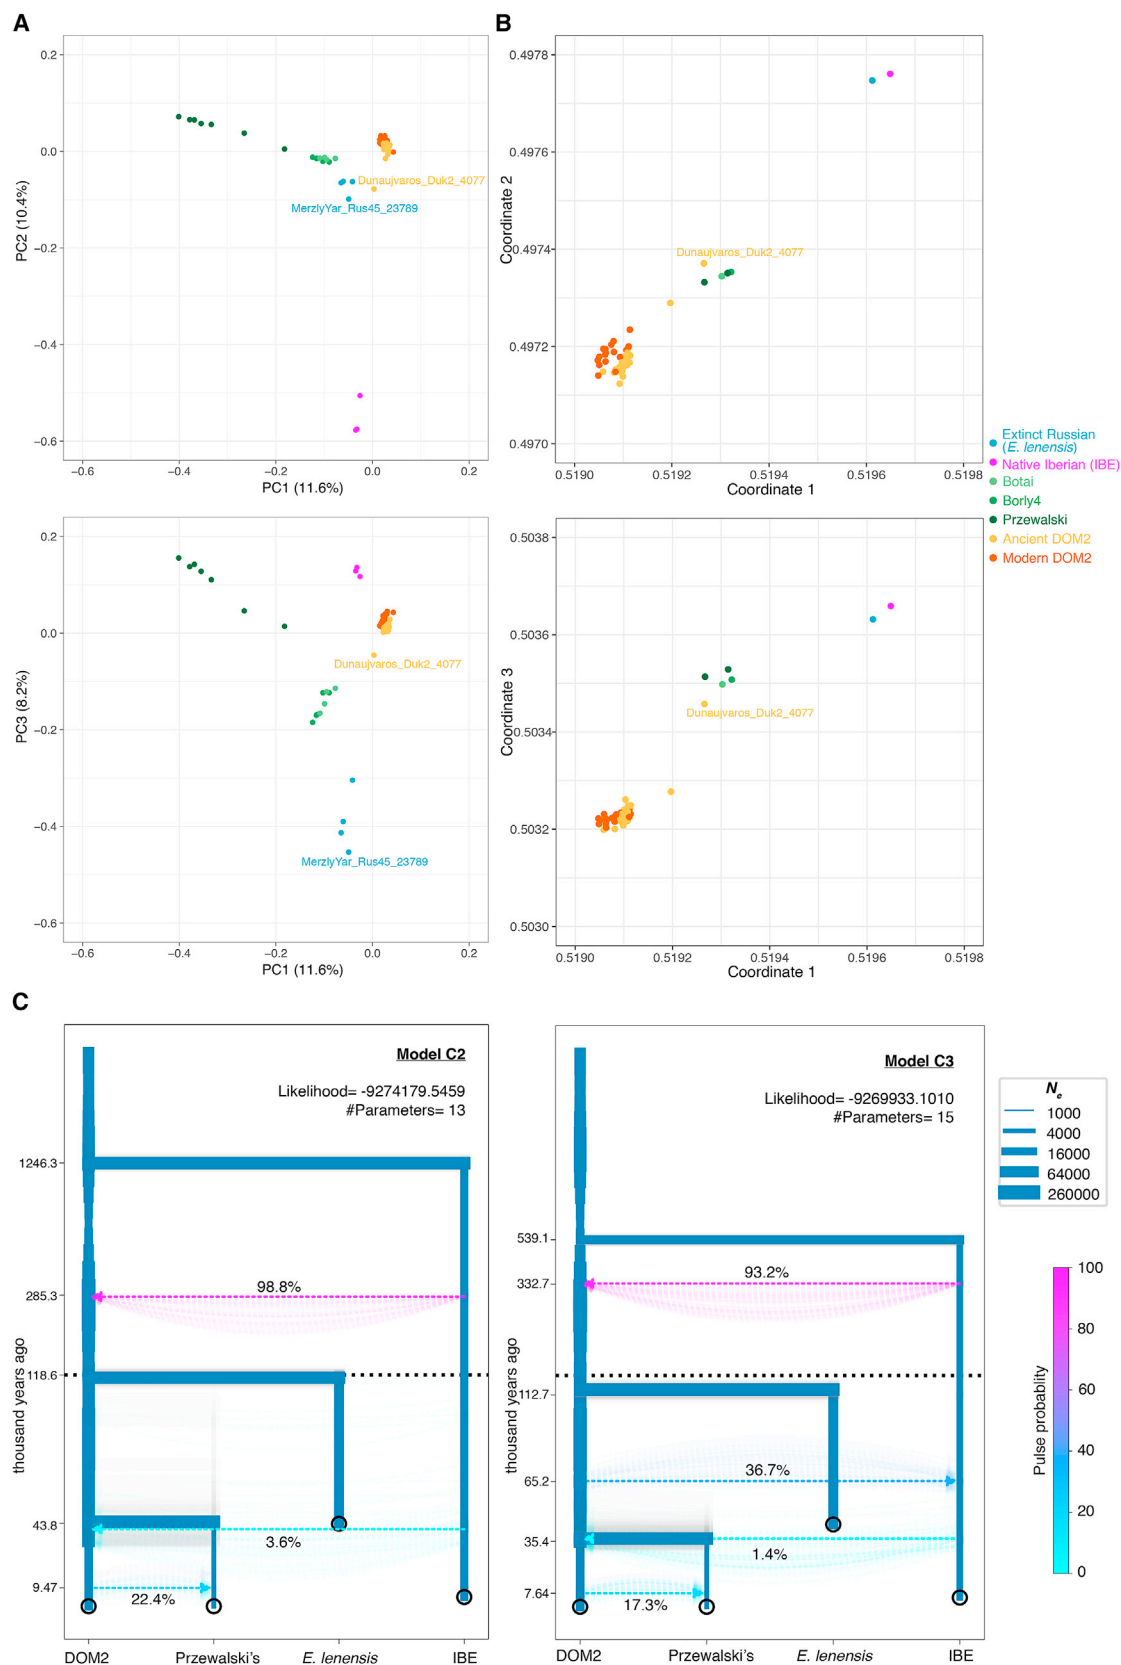 A
B
0.2
0.0
−0.2
−0.4
−0.6
PC2 (10.4%)
Dunaujvaros_Duk2_4077
MerzlyYar_Rus45_23789
−0.6
−0.4
−0.2
0.0
0.2
PC1 (11.6%)
0.4978
0.4976
0.4974
0.4972
0.4970
Coordinate 2
Dunaujvaros_Duk2_4077
0.5190
0.5192
0.5194
0.5196
0.5198
Coordinate 1
Extinct Russian
(E. lenensis)
Native Iberian (IBE)
Botai
Borly4
Przewalski
Ancient DOM2
Modern DOM2
0.2
0.0
−0.2
−0.4
−0.6
PC3 (8.2%)
Dunaujvaros_Duk2_4077
MerzlyYar_Rus45_23789
−0.6
−0.4
−0.2
0.0
0.2
PC1 (11.6%)
0.5038
0.5036
0.5034
0.5032
0.5030
Coordinate 3
Dunaujvaros_Duk2_4077
0.5190
0.5192
0.5194
0.5196
0.5198
Coordinate 1
C
Model C2
Likelihood= -9274179.5459
#Parameters= 13
1246.3
285.3
118.6
43.8
9.47
thousand years ago
98.8%
3.6%
22.4%
DOM2
Przewalski's
E. lenensis
IBE
Model C3
Likelihood= -9269933.1010
#Parameters= 15
539.1
332.7
112.7
65.2
35.4
7.64
thousand years ago
93.2%
36.7%
1.4%
17.3%
DOM2
Przewalski's
E. lenensis
IBE
Ne
1000
4000
16000
64000
260000
100
80
60
40
20
0
Pulse probablity